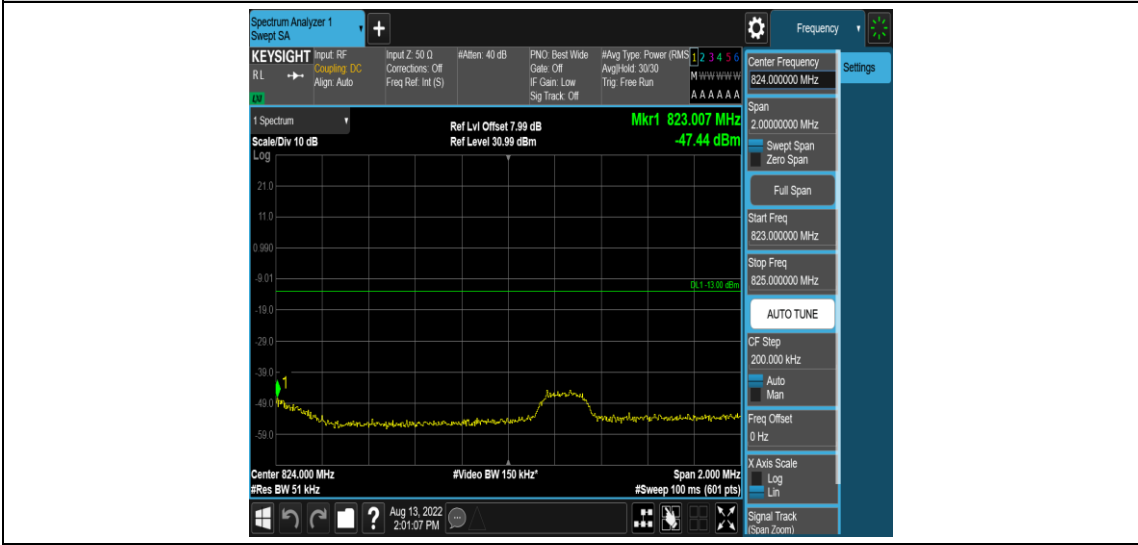 Spectrum Analyzer 1
Swept SA
+
Frequency
KEYSIGHT
RL
LXI
Input: RF
Coupling: DC
Align: Auto
Input Z: 50 Ω
Corrections: Off
Freq Ref: Int (S)
#Atten: 40 dB
PNO: Best Wide
Gate: Off
IF Gain: Low
Sig Track: Off
#Avg Type: Power (RMS
Avg|Hold: 30/30
Trig: Free Run
1 2 3 4 5 6
M W W W W W
A A A A A A
Center Frequency
824.000000 MHz
Settings
Span
2.00000000 MHz
Swept Span
Zero Span
Full Span
Start Freq
823.000000 MHz
Stop Freq
825.000000 MHz
AUTO TUNE
CF Step
200.000 kHz
Auto
Man
Freq Offset
0 Hz
X Axis Scale
Log
Lin
Signal Track
(Span Zoom)
1 Spectrum
Scale/Div 10 dB
Ref Lvl Offset 7.99 dB
Ref Level 30.99 dBm
Mkr1 823.007 MHz
-47.44 dBm
Log
21.0
11.0
0.990
-9.01
DL1 -13.00 dBm
-19.0
-29.0
-39.0
1
-49.0
-59.0
Center 824.000 MHz
#Video BW 150 kHz*
Span 2.000 MHz
#Res BW 51 kHz
#Sweep 100 ms (601 pts)
?
Aug 13, 2022
2:01:07 PM